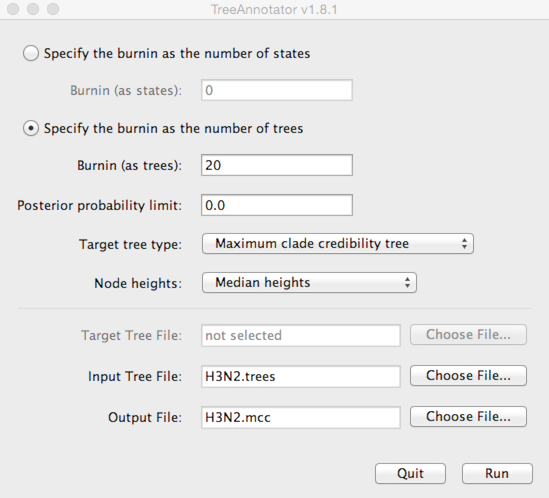 TreeAnnotator v1.8.1
Specify the burnin as the number of states
Burnin (as states): 0
Specify the burnin as the number of trees
Burnin (as trees): 20
Posterior probability limit: 0.0
Target tree type: Maximum clade credibility tree
Node heights: Median heights
Target Tree File: not selected Choose File...
Input Tree File: H3N2.trees Choose File...
Output File: H3N2.mcc Choose File...
Quit Run